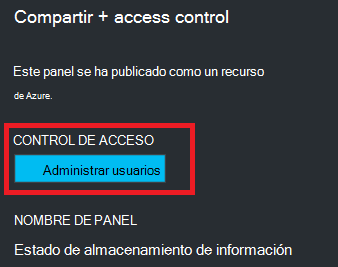 Compartir + access control
Este panel se ha publicado como un recurso
de Azure.
CONTROL DE ACCESO
Administrar usuarios
NOMBRE DE PANEL
Estado de almacenamiento de información